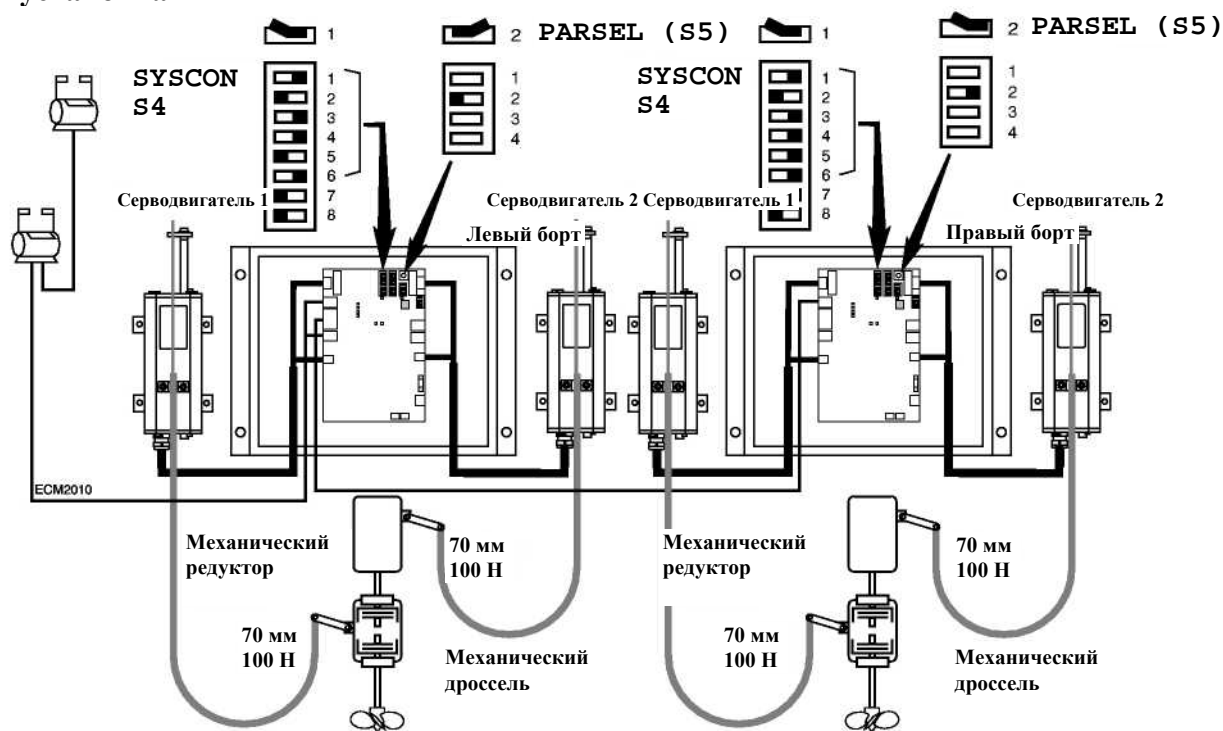 1
2 PARSEL (S5)
1
2 PARSEL (S5)
SYSCON
S4
1
2
3
4
5
6
7
8
1
2
3
4
SYSCON
S4
1
2
3
4
5
6
7
8
1
2
3
4
Серводвигатель 1
Серводвигатель 2
Серводвигатель 1
Серводвигатель 2
Левый борт
Правый борт
ECM2010
Механический
редуктор
70 мм
100 Н
Механический
редуктор
70 мм
100 Н
70 мм
100 Н
Механический
дроссель
70 мм
100 Н
Механический
дроссель